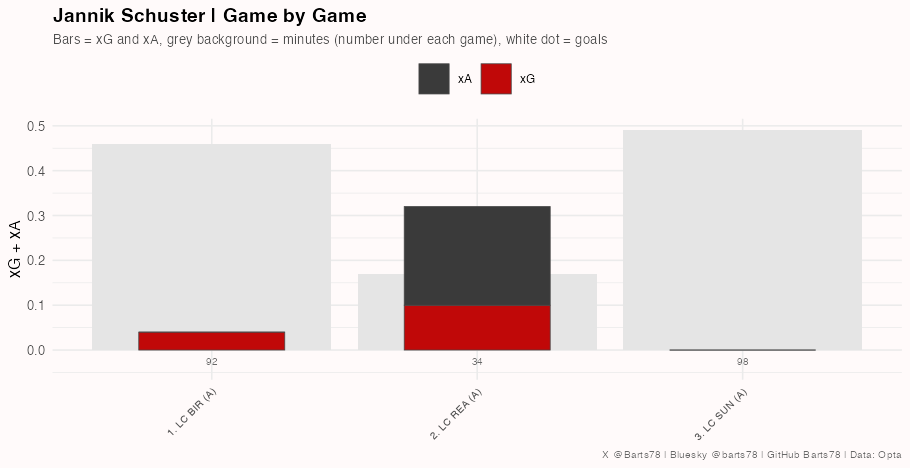 Jannik Schuster | Game by Game
Bars = xG and xA, grey background = minutes (number under each game), white dot = goals
xA xG
xG + xA
0.5
0.4
0.3
0.2
0.1
0.0
92 34 98
1. LC BIR (A) 2. LC REA (A) 3. LC SUN (A)
X @Barts78 | Bluesky @barts78 | GitHub Barts78 | Data: Opta